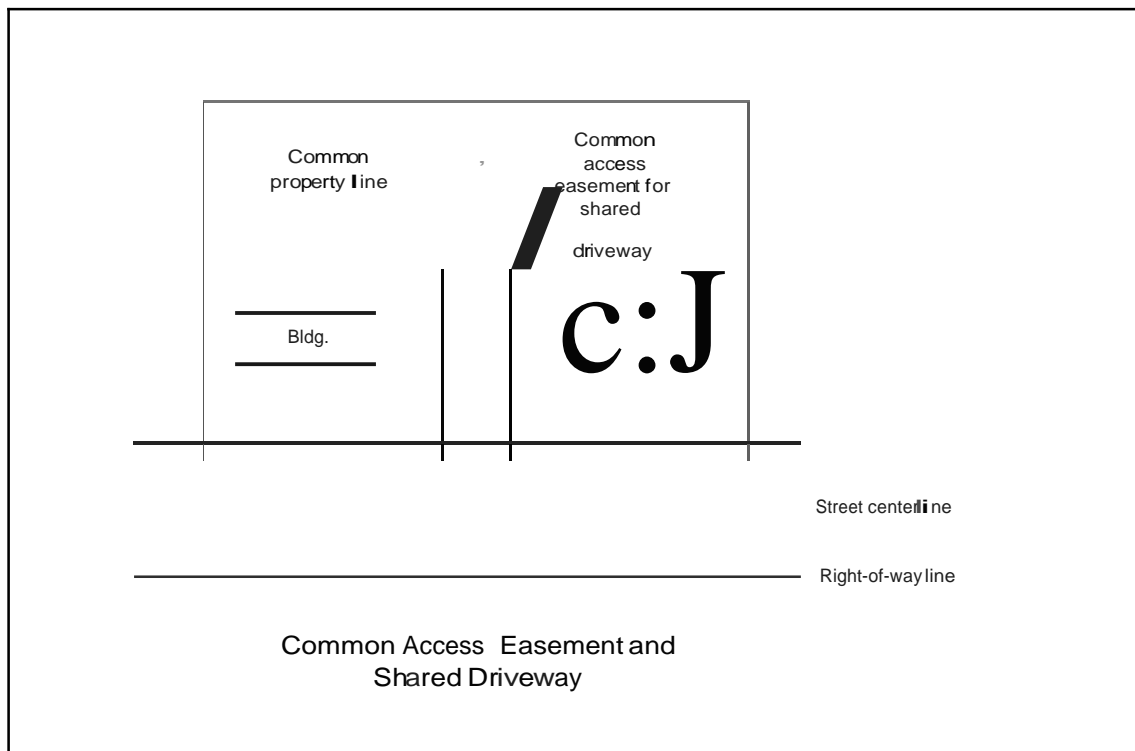 Common
property line
,
Common
access
easement for
shared
driveway
Bldg.
c:J
Street centerline
Right-of-way line
Common Access Easement and
Shared Driveway